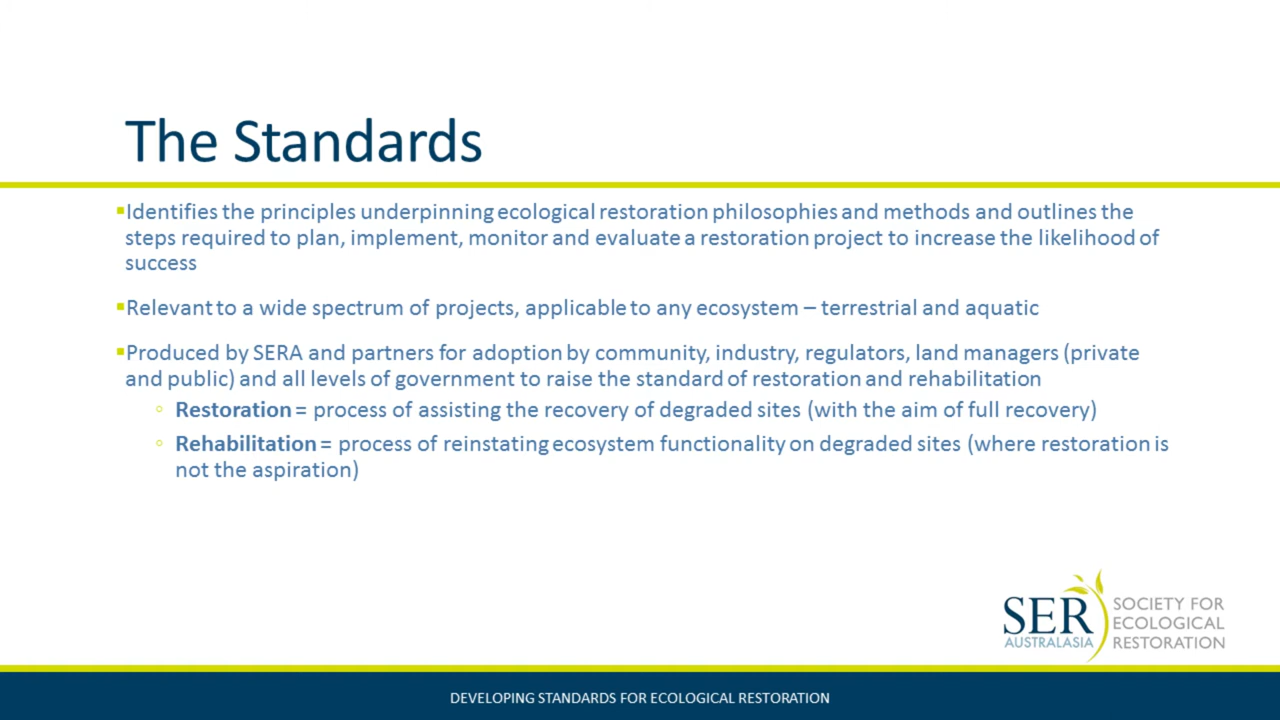 The Standards
▪Identifies the principles underpinning ecological restoration philosophies and methods and outlines the
steps required to plan, implement, monitor and evaluate a restoration project to increase the likelihood of
success
▪Relevant to a wide spectrum of projects, applicable to any ecosystem – terrestrial and aquatic
▪Produced by SERA and partners for adoption by community, industry, regulators, land managers (private
and public) and all levels of government to raise the standard of restoration and rehabilitation
◦ Restoration = process of assisting the recovery of degraded sites (with the aim of full recovery)
◦ Rehabilitation = process of reinstating ecosystem functionality on degraded sites (where restoration is
not the aspiration)
SER
AUSTRALASIA
SOCIETY FOR
ECOLOGICAL
RESTORATION
DEVELOPING STANDARDS FOR ECOLOGICAL RESTORATION